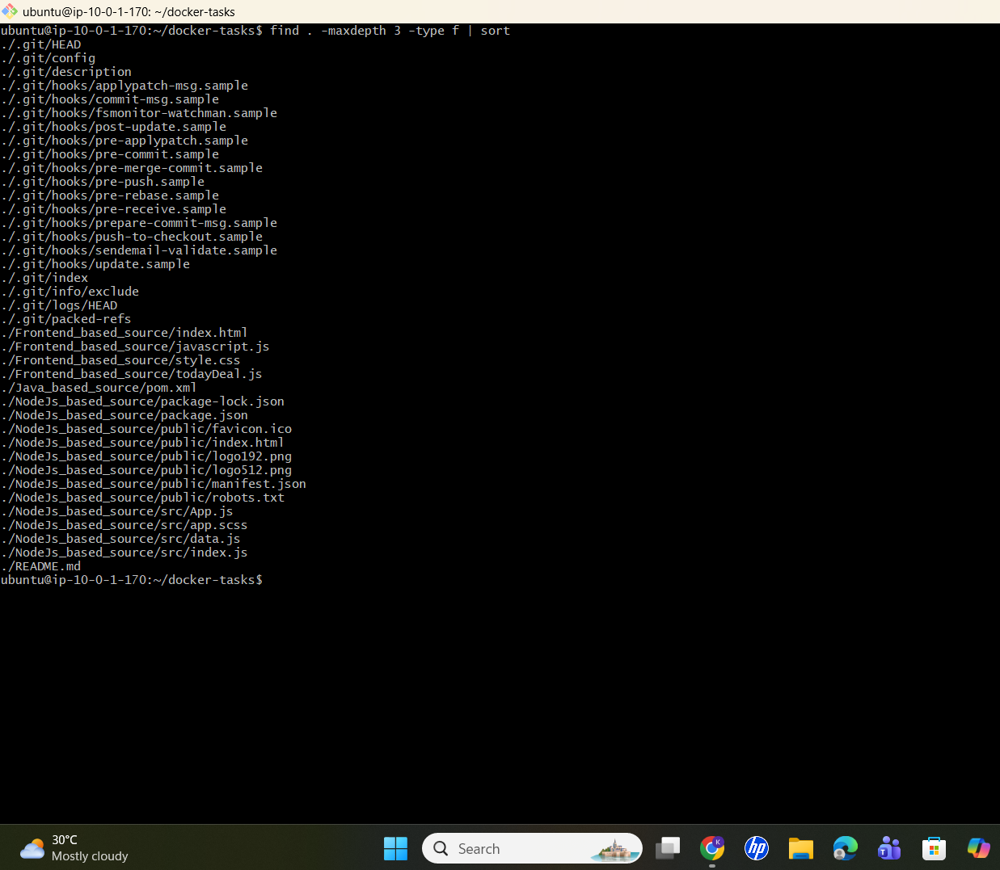 ubuntu@ip-10-0-1-170: ~/docker-tasks
ubuntu@ip-10-0-1-170:~/docker-tasks$ find . -maxdepth 3 -type f | sort
./.git/HEAD
./.git/config
./.git/description
./.git/hooks/applypatch-msg.sample
./.git/hooks/commit-msg.sample
./.git/hooks/fsmonitor-watchman.sample
./.git/hooks/post-update.sample
./.git/hooks/pre-applypatch.sample
./.git/hooks/pre-commit.sample
./.git/hooks/pre-merge-commit.sample
./.git/hooks/pre-push.sample
./.git/hooks/pre-rebase.sample
./.git/hooks/pre-receive.sample
./.git/hooks/prepare-commit-msg.sample
./.git/hooks/push-to-checkout.sample
./.git/hooks/sendemail-validate.sample
./.git/hooks/update.sample
./.git/index
./.git/info/exclude
./.git/logs/HEAD
./.git/packed-refs
./Frontend_based_source/index.html
./Frontend_based_source/javascript.js
./Frontend_based_source/style.css
./Frontend_based_source/todayDeal.js
./Java_based_source/pom.xml
./NodeJs_based_source/package-lock.json
./NodeJs_based_source/package.json
./NodeJs_based_source/public/favicon.ico
./NodeJs_based_source/public/index.html
./NodeJs_based_source/public/logo192.png
./NodeJs_based_source/public/logo512.png
./NodeJs_based_source/public/manifest.json
./NodeJs_based_source/public/robots.txt
./NodeJs_based_source/src/App.js
./NodeJs_based_source/src/app.scss
./NodeJs_based_source/src/data.js
./NodeJs_based_source/src/index.js
./README.md
ubuntu@ip-10-0-1-170:~/docker-tasks$
30°C
Mostly cloudy
Search
K
hp
T